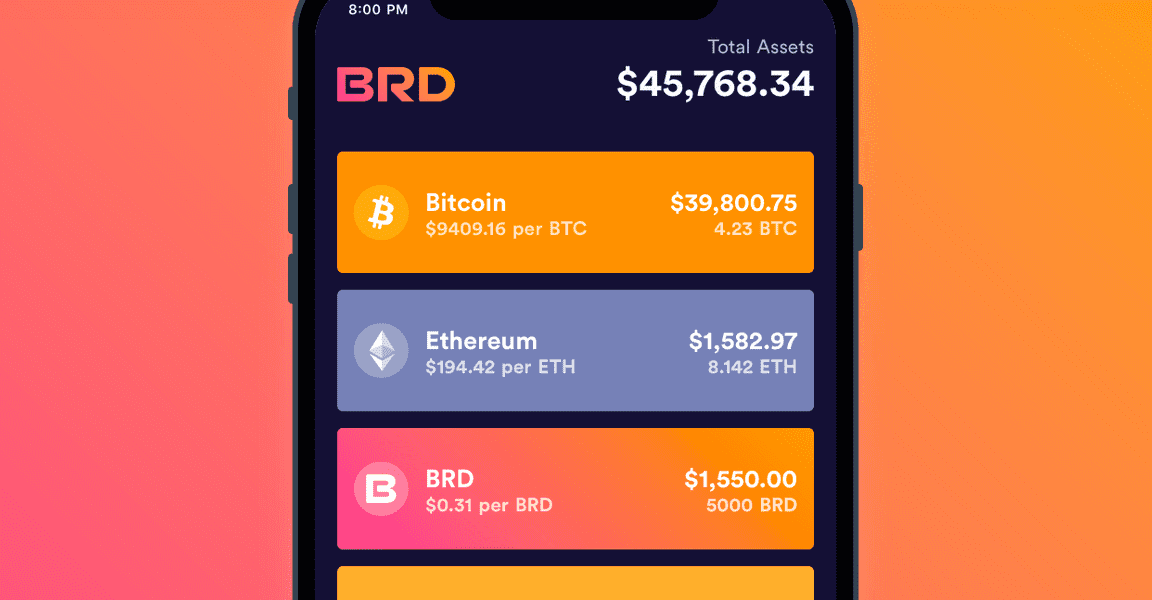 8:00 PM
Total Assets
BRD
$45,768.34
Bitcoin
$39,800.75
$9409.16 per BTC
4.23 BTC
Ethereum
$1,582.97
$194.42 per ETH
8.142 ETH
BRD
$1,550.00
$0.31 per BRD
5000 BRD